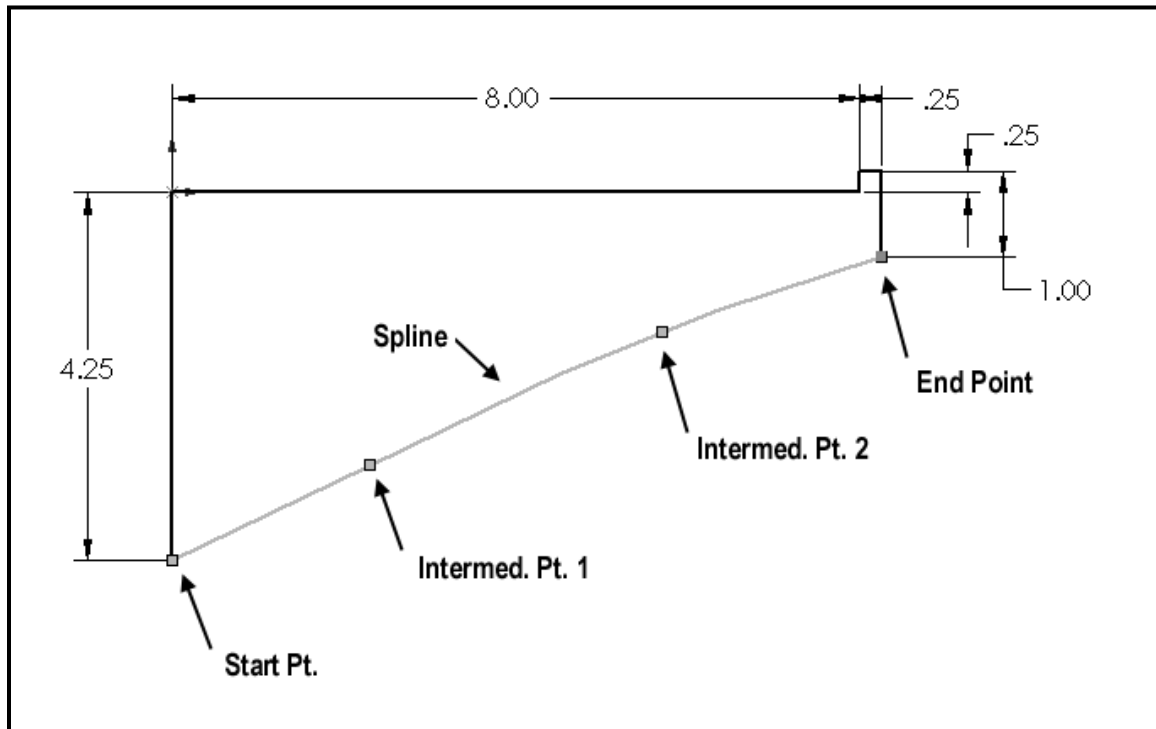 8.00
.25
.25
1.00
4.25
Spline
End Point
Intermed. Pt. 2
Intermed. Pt. 1
Start Pt.